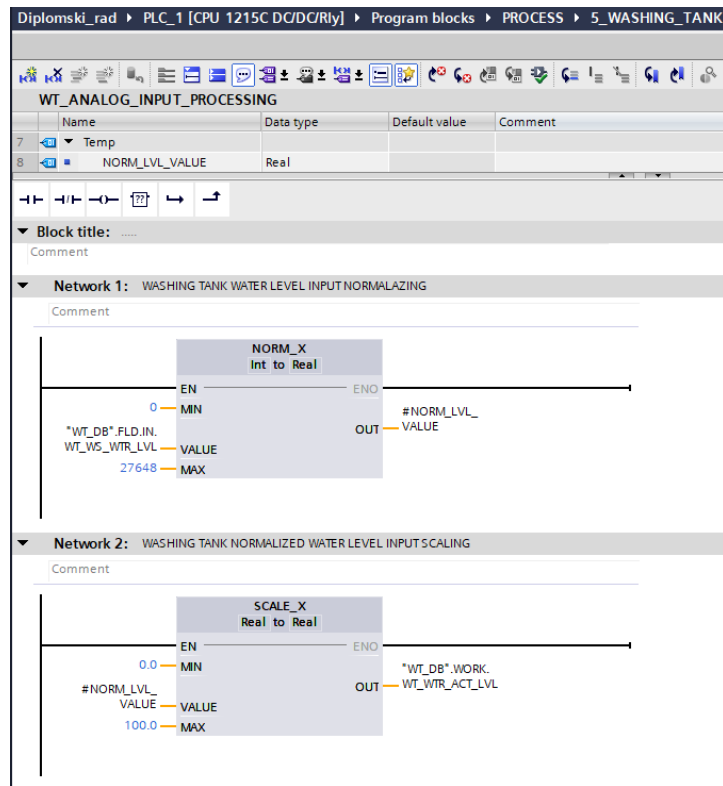 Diplomski_rad ▸ PLC_1 [CPU 1215C DC/DC/Rly] ▸ Program blocks ▸ PROCESS ▸ 5_WASHING_TANK
WT_ANALOG_INPUT_PROCESSING
Name Data type Default value Comment
7 Temp
8 NORM_LVL_VALUE Real
??
Block title: .....
Comment
Network 1: WASHING TANK WATER LEVEL INPUT NORMALAZING
Comment
NORM_X
Int to Real
EN ENO
0 MIN
#NORM_LVL_
VALUE
OUT
"WT_DB".FLD.IN.
WT_WS_WTR_LVL VALUE
27648 MAX
Network 2: WASHING TANK NORMALIZED WATER LEVEL INPUT SCALING
Comment
SCALE_X
Real to Real
EN ENO
0.0 MIN
"WT_DB".WORK.
OUT WT_WTR_ACT_LVL
#NORM_LVL_
VALUE VALUE
100.0 MAX